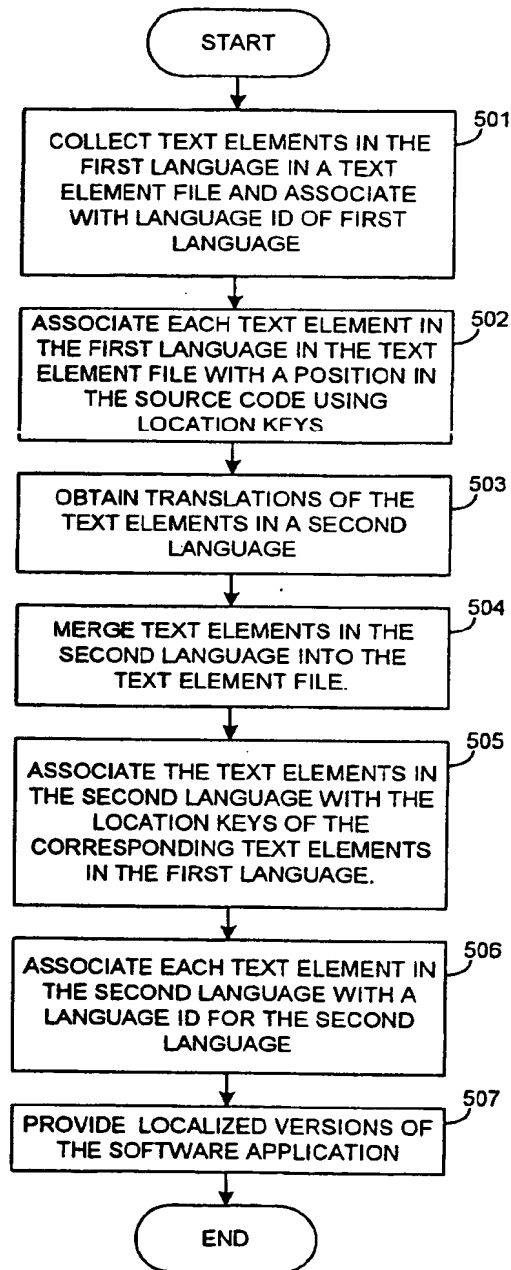 START
501
COLLECT TEXT ELEMENTS IN THE
FIRST LANGUAGE IN A TEXT
ELEMENT FILE AND ASSOCIATE
WITH LANGUAGE ID OF FIRST
LANGUAGE
502
ASSOCIATE EACH TEXT ELEMENT IN
THE FIRST LANGUAGE IN THE TEXT
ELEMENT FILE WITH A POSITION IN
THE SOURCE CODE USING
LOCATION KEYS
503
OBTAIN TRANSLATIONS OF THE
TEXT ELEMENTS IN A SECOND
LANGUAGE
504
MERGE TEXT ELEMENTS IN THE
SECOND LANGUAGE INTO THE
TEXT ELEMENT FILE.
505
ASSOCIATE THE TEXT ELEMENTS IN
THE SECOND LANGUAGE WITH THE
LOCATION KEYS OF THE
CORRESPONDING TEXT ELEMENTS
IN THE FIRST LANGUAGE.
506
ASSOCIATE EACH TEXT ELEMENT IN
THE SECOND LANGUAGE WITH A
LANGUAGE ID FOR THE SECOND
LANGUAGE
507
PROVIDE LOCALIZED VERSIONS OF
THE SOFTWARE APPLICATION
END